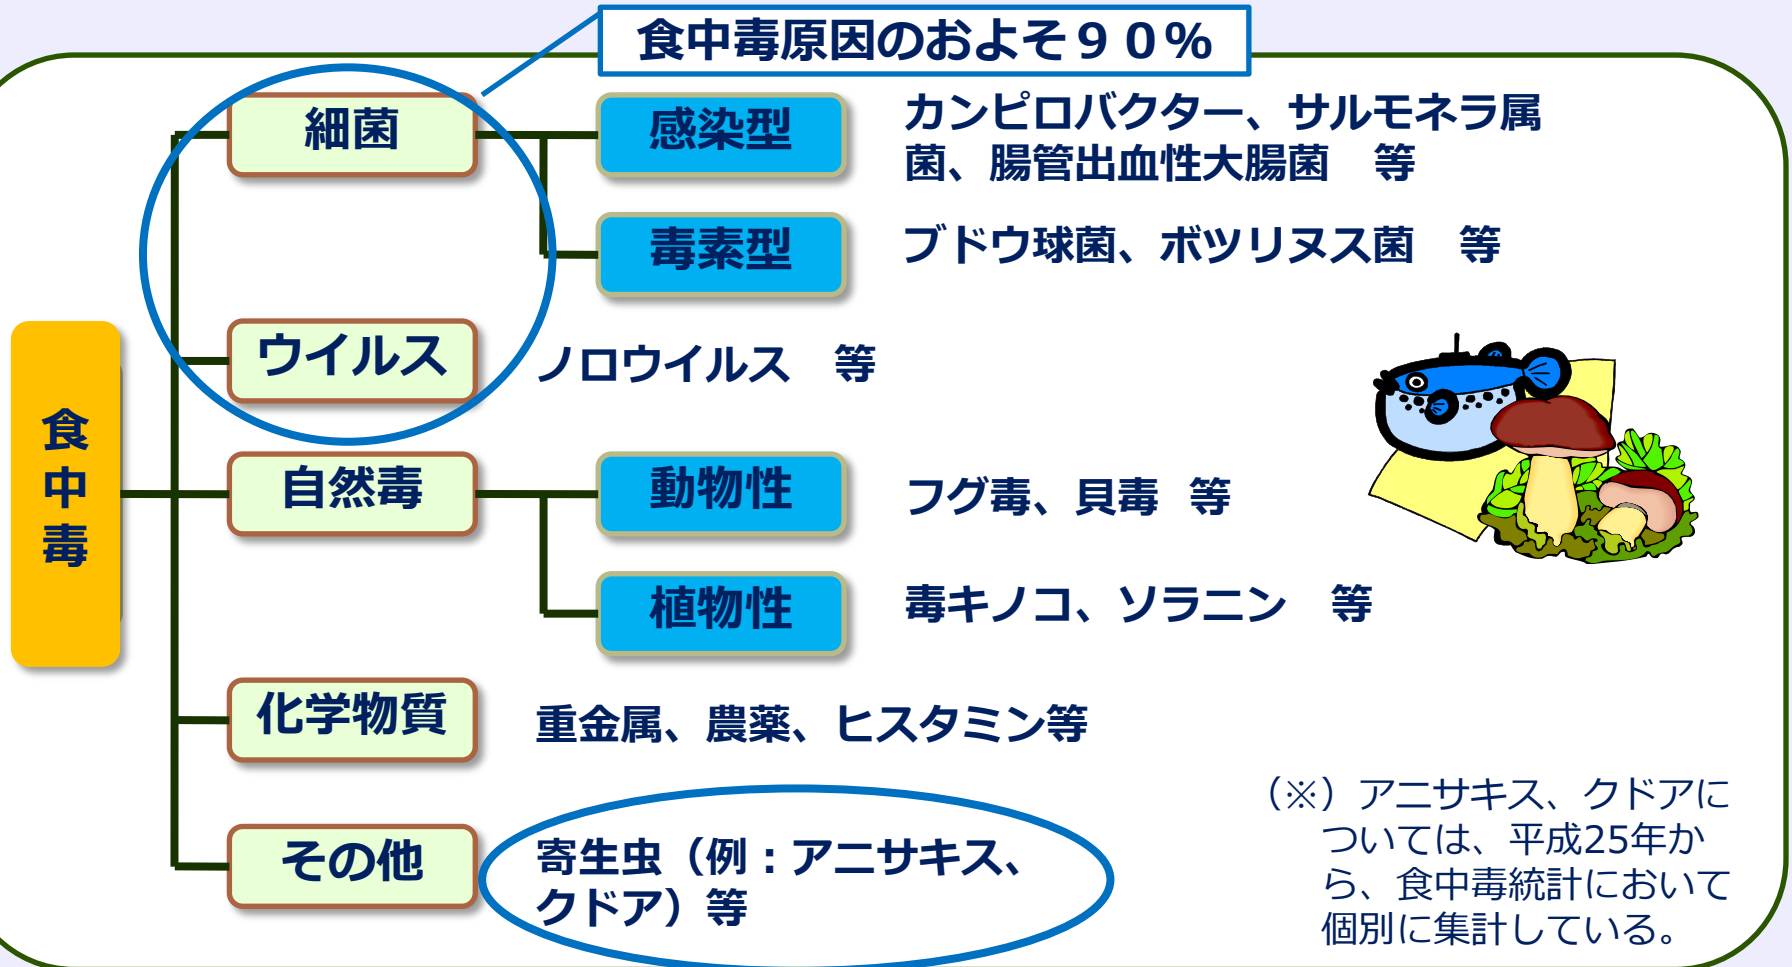 食中毒原因のおよそ９０％
食中毒
細菌
感染型
カンピロバクター、サルモネラ属
菌、腸管出血性大腸菌　等
毒素型
ブドウ球菌、ボツリヌス菌　等
ウイルス
ノロウイルス　等
自然毒
動物性
フグ毒、貝毒 等
植物性
毒キノコ、ソラニン　等
化学物質
重金属、農薬、ヒスタミン等
その他
寄生虫（例：アニサキス、
クドア）等
（※）アニサキス、クドアに
ついては、平成25年か
ら、食中毒統計において
個別に集計している。